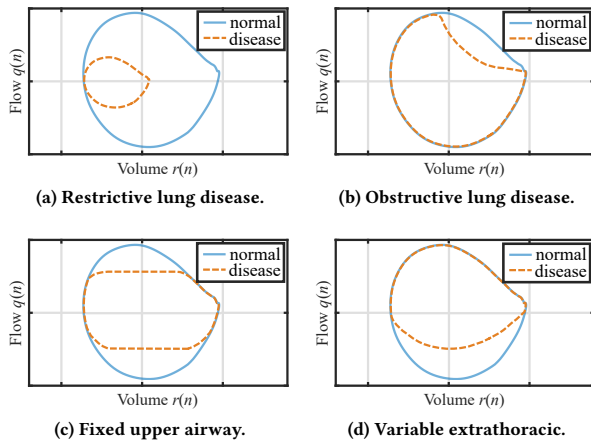 normal
disease
Flow q(n)
Volume r(n)
(a) Restrictive lung disease.
normal
disease
Flow q(n)
Volume r(n)
(b) Obstructive lung disease.
normal
disease
Flow q(n)
Volume r(n)
(c) Fixed upper airway.
normal
disease
Flow q(n)
Volume r(n)
(d) Variable extrathoracic.